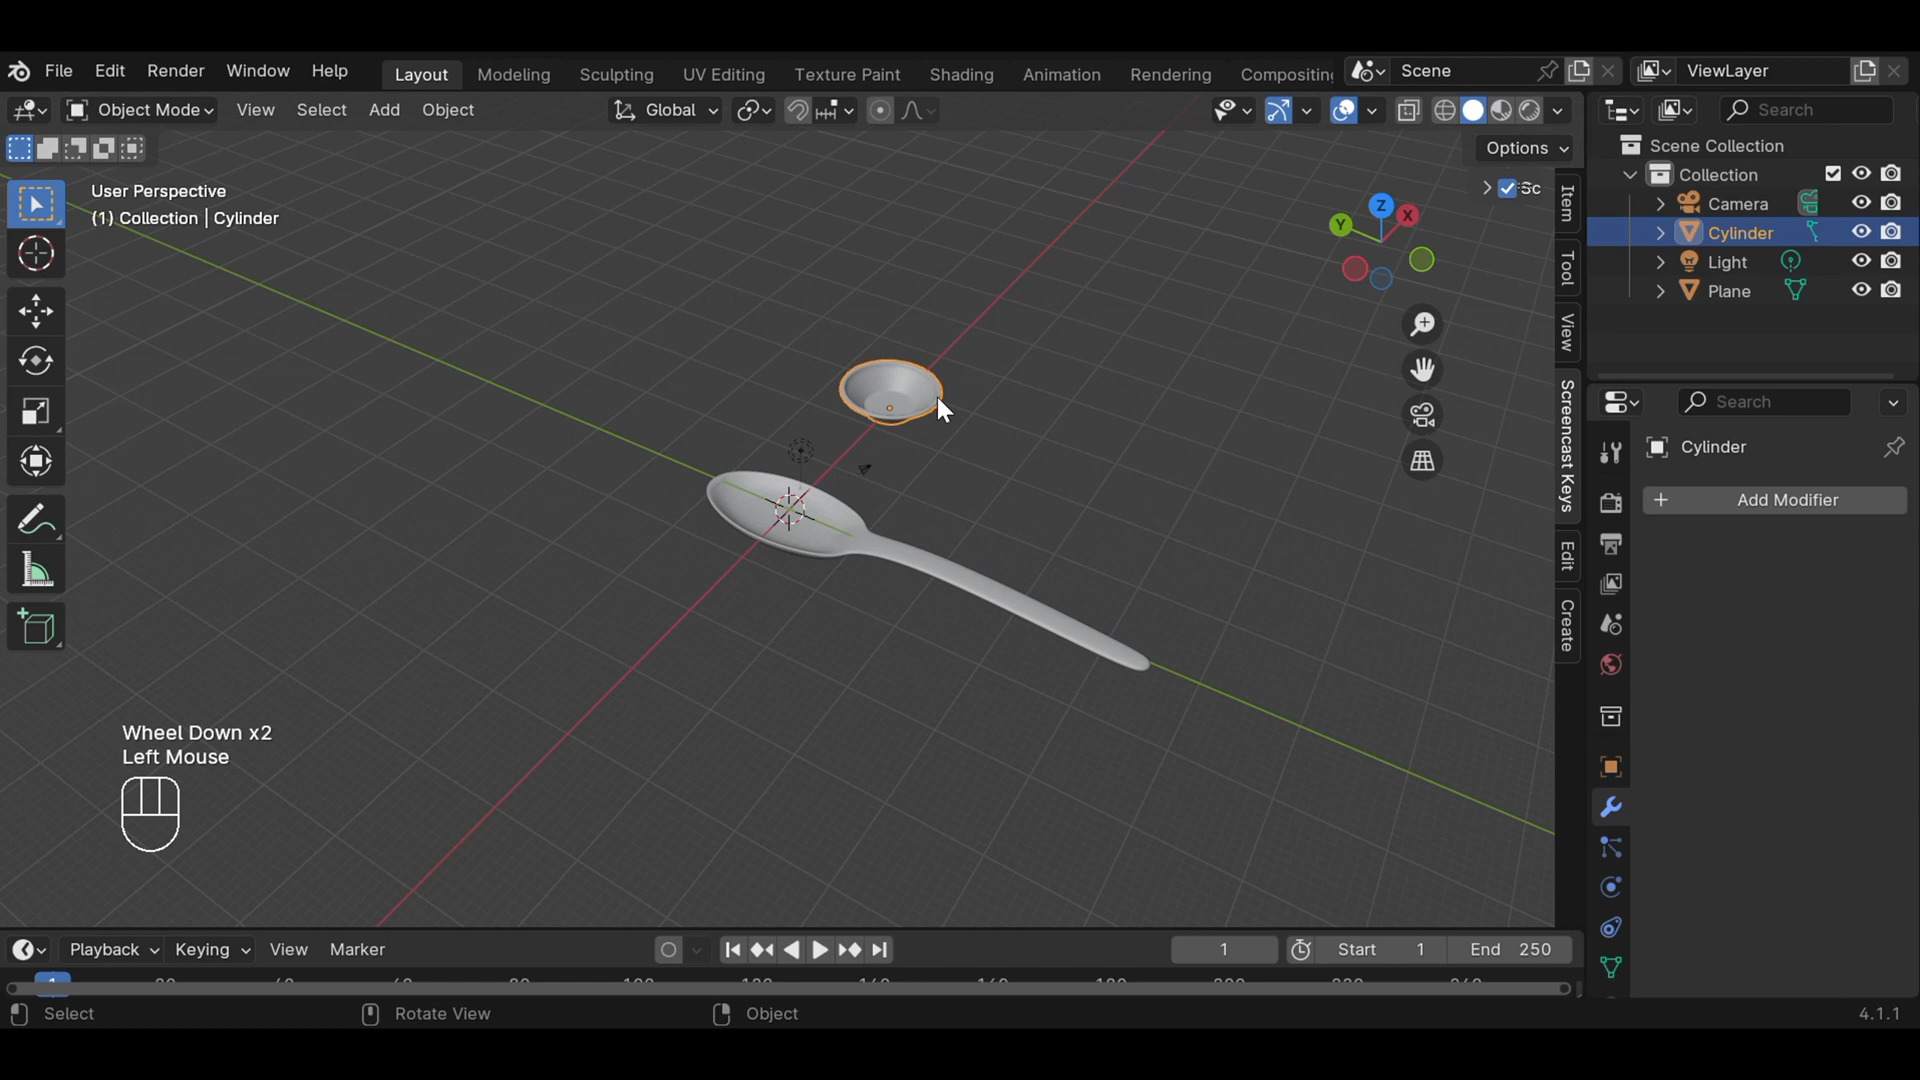 File Edit Render Window Help Layout Modeling Sculpting UV Editing Texture Paint Shading Animation Rendering Compositing Scene ViewLayer
Object Mode View Select Add Object Global Search
Options
User Perspective
(1) Collection | Cylinder
Item
Tool
View
Screencast Keys
Edit
Create
Z
X
Y
Scene Collection
Collection
Camera
Cylinder
Light
Plane
Search
Cylinder
Add Modifier
Wheel Down x2
Left Mouse
Playback Keying View Marker 1 Start 1 End 250
1
Select Rotate View Object 4.1.1